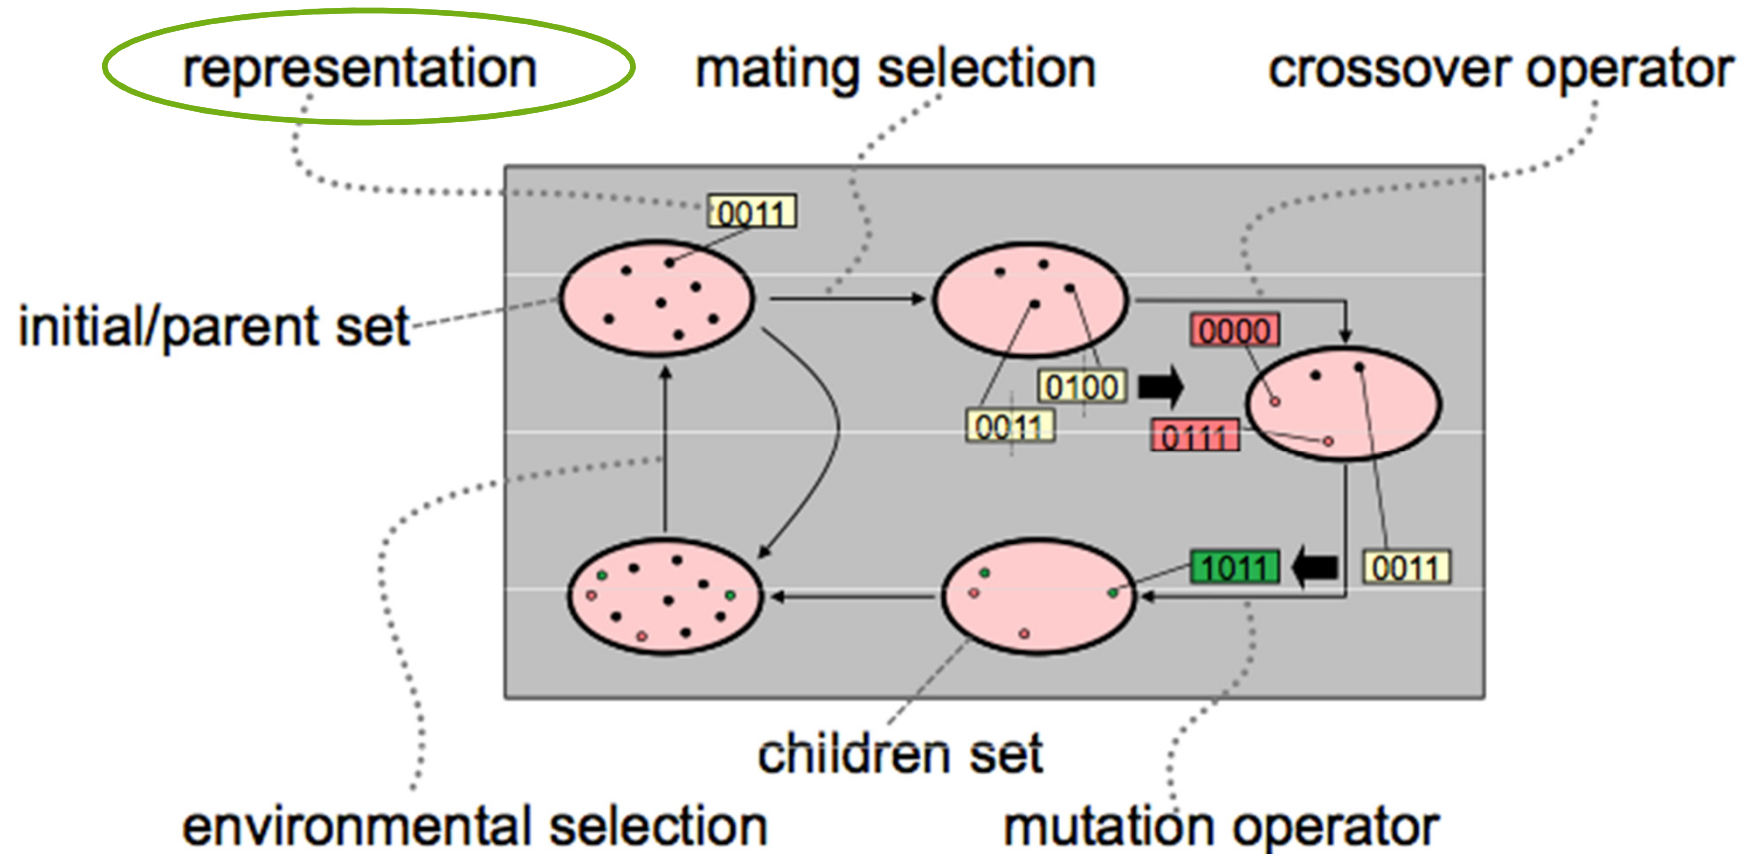 representation
mating selection
crossover operator
0011
initial/parent set
0000
0100
0011
0111
1011
0011
children set
environmental selection
mutation operator